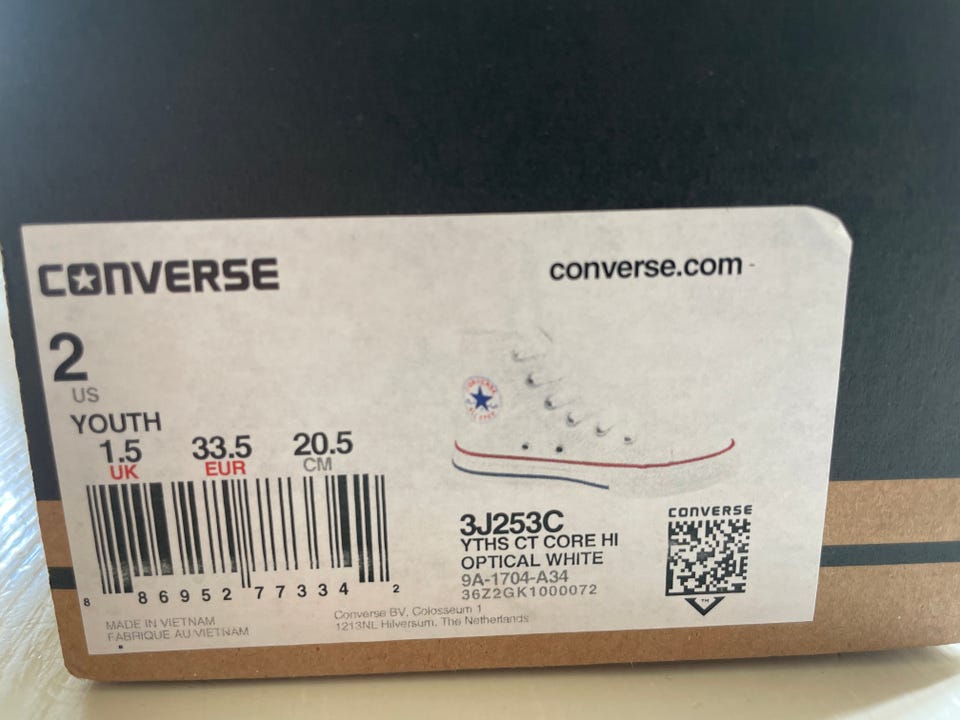 CONVERSE
converse.com
2
US
YOUTH
1.5 33.5 20.5
UK EUR CM
8 86952 77334 2
MADE IN VIETNAM
FABRIQUE AU VIETNAM
Converse BV, Colosseum 1
1213NL Hilversum, The Netherlands
3J253C
YTHS CT CORE HI
OPTICAL WHITE
9A-1704-A34
36Z2GK1000072
CONVERSE
TM